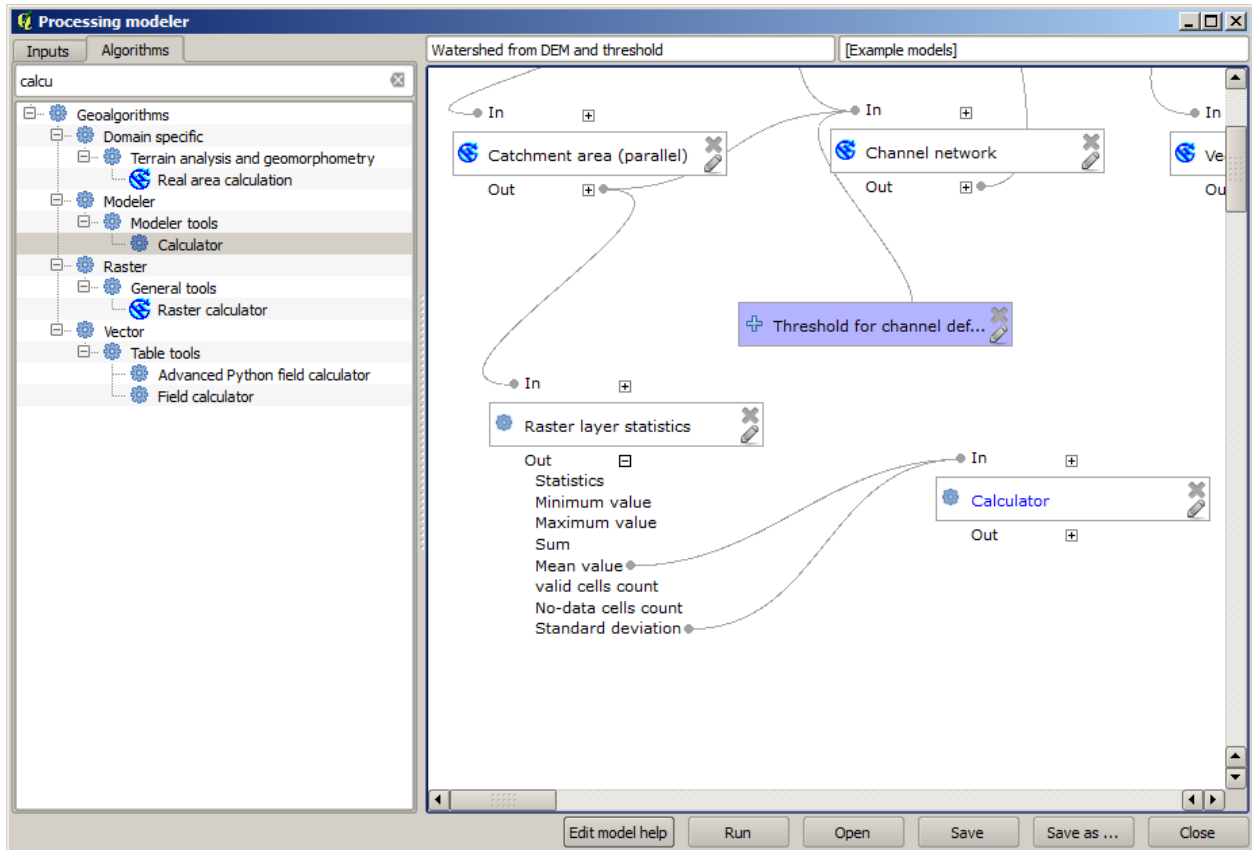 Processing modeler
Inputs
Algorithms
Watershed from DEM and threshold
[Example models]
calcu
Geoalgorithms
Domain specific
Terrain analysis and geomorphometry
Real area calculation
Modeler
Modeler tools
Calculator
Raster
General tools
Raster calculator
Vector
Table tools
Advanced Python field calculator
Field calculator
In
Catchment area (parallel)
Out
In
Channel network
Out
In
Ve
Ou
Threshold for channel def...
In
Raster layer statistics
Out
Statistics
Minimum value
Maximum value
Sum
Mean value
valid cells count
No-data cells count
Standard deviation
In
Calculator
Out
Edit model help
Run
Open
Save
Save as ...
Close